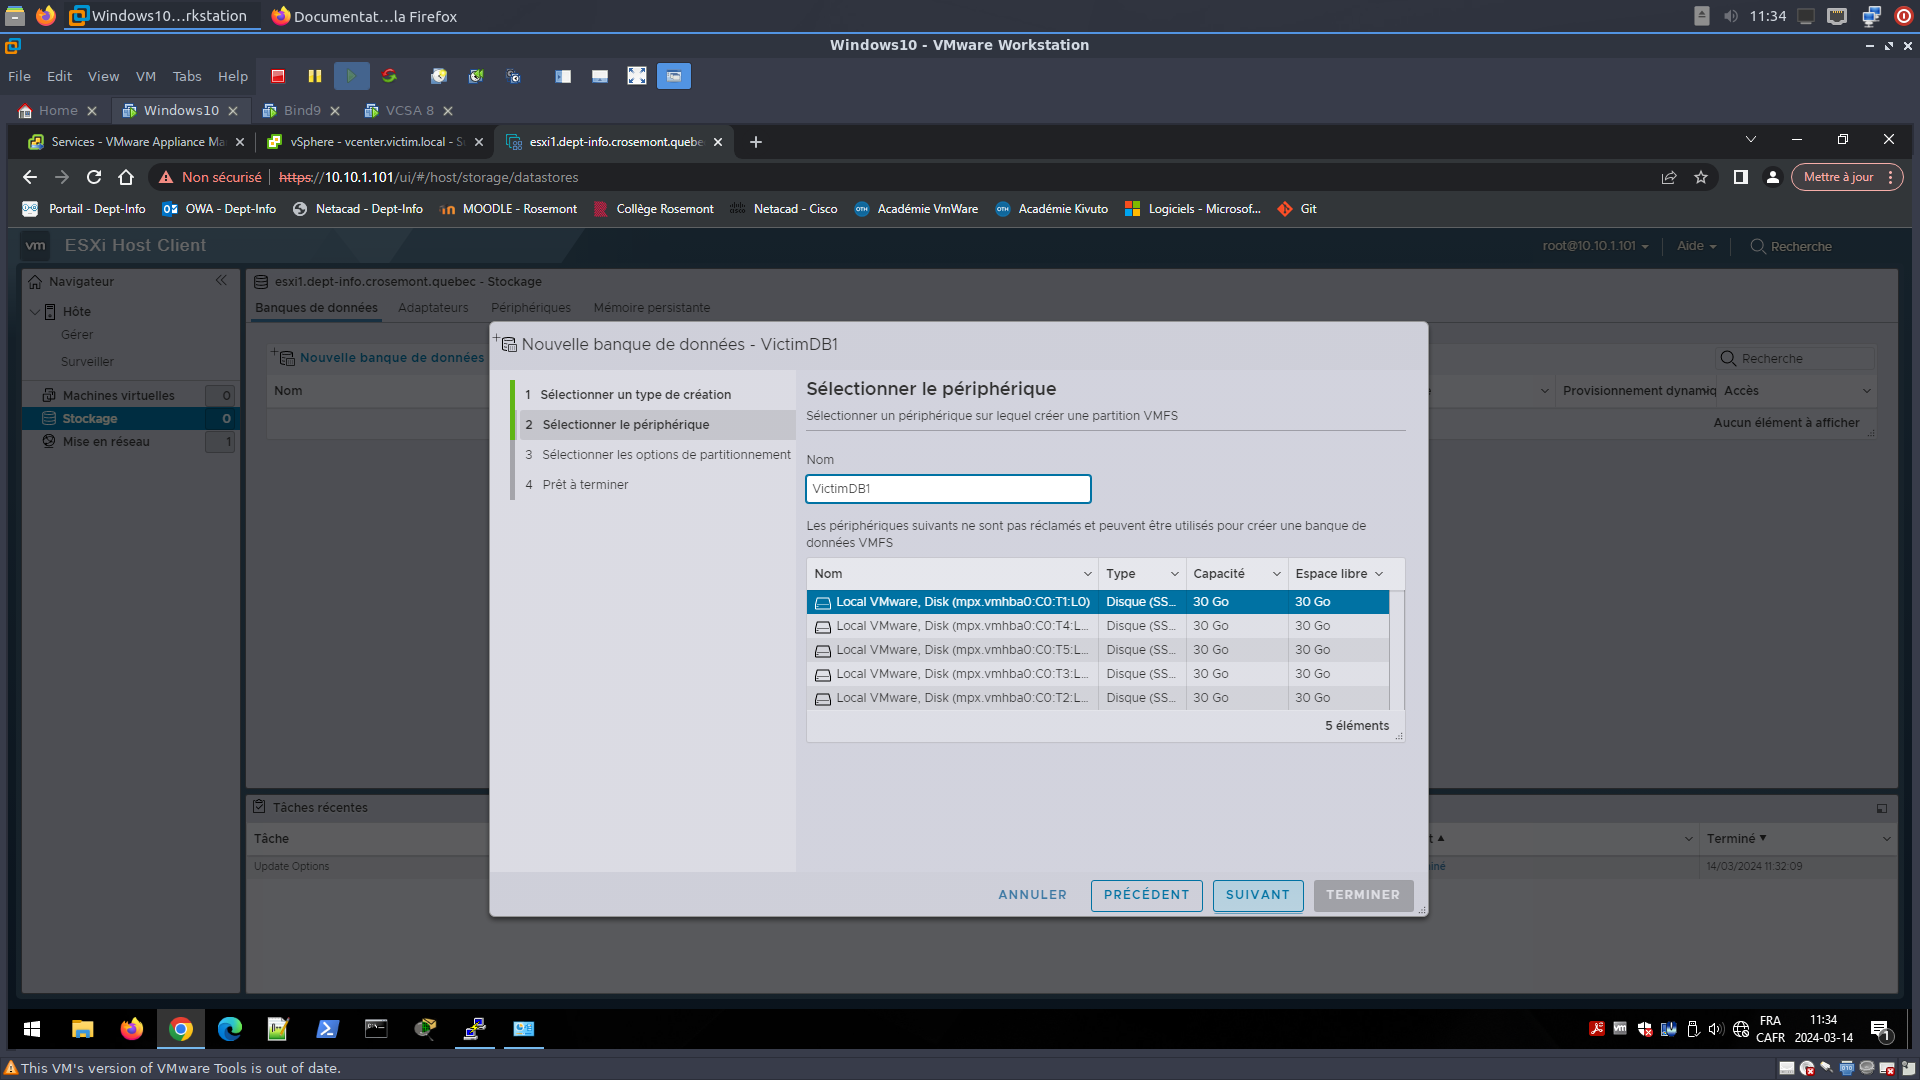 Windows10...rkstation
Documentat...la Firefox
11:34
Windows10 - VMware Workstation
File Edit View VM Tabs Help
Home
Windows10
Bind9
VCSA 8
Services - VMware Appliance Ma
vSphere - vcenter.victim.local - S
esxi1.dept-info.crosemont.quebe
Non sécurisé
https://10.10.1.101/ui/#/host/storage/datastores
Mettre à jour
Portail - Dept-Info
OWA - Dept-Info
Netacad - Dept-Info
MOODLE - Rosemont
Collège Rosemont
Netacad - Cisco
Académie VmWare
Académie Kivuto
Logiciels - Microsof...
Git
vm ESXi Host Client
root@10.10.1.101
Aide
Recherche
Navigateur
Hôte
Gérer
Surveiller
Machines virtuelles 0
Stockage 0
Mise en réseau 1
esxi1.dept-info.crosemont.quebec - Stockage
Banques de données Adaptateurs Périphériques Mémoire persistante
Nouvelle banque de données
Recherche
Nom
Provisionnement dynamiq
Accès
Aucun élément à afficher
Nouvelle banque de données - VictimDB1
1 Sélectionner un type de création
2 Sélectionner le périphérique
3 Sélectionner les options de partitionnement
4 Prêt à terminer
Sélectionner le périphérique
Sélectionner un périphérique sur lequel créer une partition VMFS
Nom
VictimDB1
Les périphériques suivants ne sont pas réclamés et peuvent être utilisés pour créer une banque de
données VMFS
Nom Type Capacité Espace libre
Local VMware, Disk (mpx.vmhba0:C0:T1:L0) Disque (SS... 30 Go 30 Go
Local VMware, Disk (mpx.vmhba0:C0:T4:L... Disque (SS... 30 Go 30 Go
Local VMware, Disk (mpx.vmhba0:C0:T5:L... Disque (SS... 30 Go 30 Go
Local VMware, Disk (mpx.vmhba0:C0:T3:L... Disque (SS... 30 Go 30 Go
Local VMware, Disk (mpx.vmhba0:C0:T2:L... Disque (SS... 30 Go 30 Go
5 éléments
ANNULER PRÉCÉDENT SUIVANT TERMINER
Tâches récentes
Tâche
Terminé
Update Options
14/03/2024 11:32:09
FRA
CAFR
11:34
2024-03-14
1
This VM's version of VMware Tools is out of date.